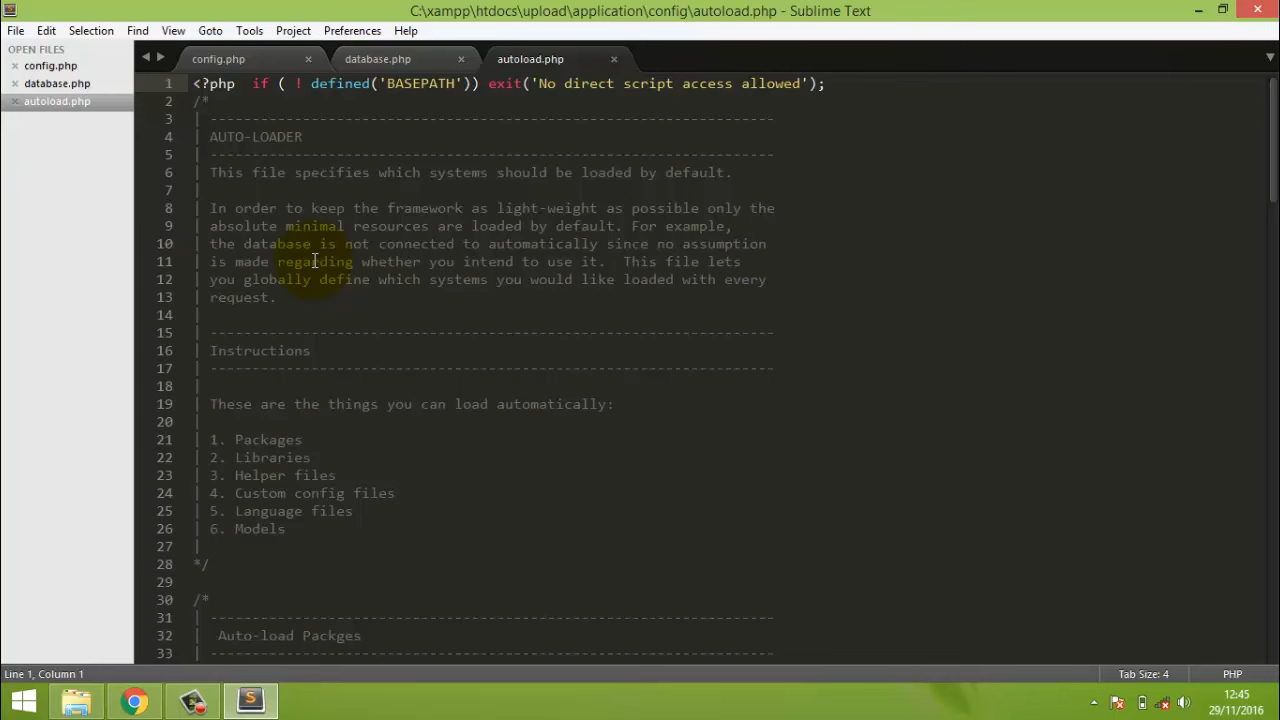 C:\xampp\htdocs\upload\application\config\autoload.php - Sublime Text
File Edit Selection Find View Goto Tools Project Preferences Help
OPEN FILES
config.php
database.php
autoload.php
config.php database.php autoload.php
1 <?php  if ( ! defined('BASEPATH')) exit('No direct script access allowed');
2 /*
3 | -------------------------------------------------------------------
4 | AUTO-LOADER
5 | -------------------------------------------------------------------
6 | This file specifies which systems should be loaded by default.
7 |
8 | In order to keep the framework as light-weight as possible only the
9 | absolute minimal resources are loaded by default. For example,
10 | the database is not connected to automatically since no assumption
11 | is made regarding whether you intend to use it.  This file lets
12 | you globally define which systems you would like loaded with every
13 | request.
14 |
15 | -------------------------------------------------------------------
16 | Instructions
17 | -------------------------------------------------------------------
18 |
19 | These are the things you can load automatically:
20 |
21 | 1. Packages
22 | 2. Libraries
23 | 3. Helper files
24 | 4. Custom config files
25 | 5. Language files
26 | 6. Models
27 |
28 */
29
30 /*
31 | -------------------------------------------------------------------
32 |  Auto-load Packges
33 | -------------------------------------------------------------------
Line 1, Column 1 Tab Size: 4 PHP
12:45
29/11/2016